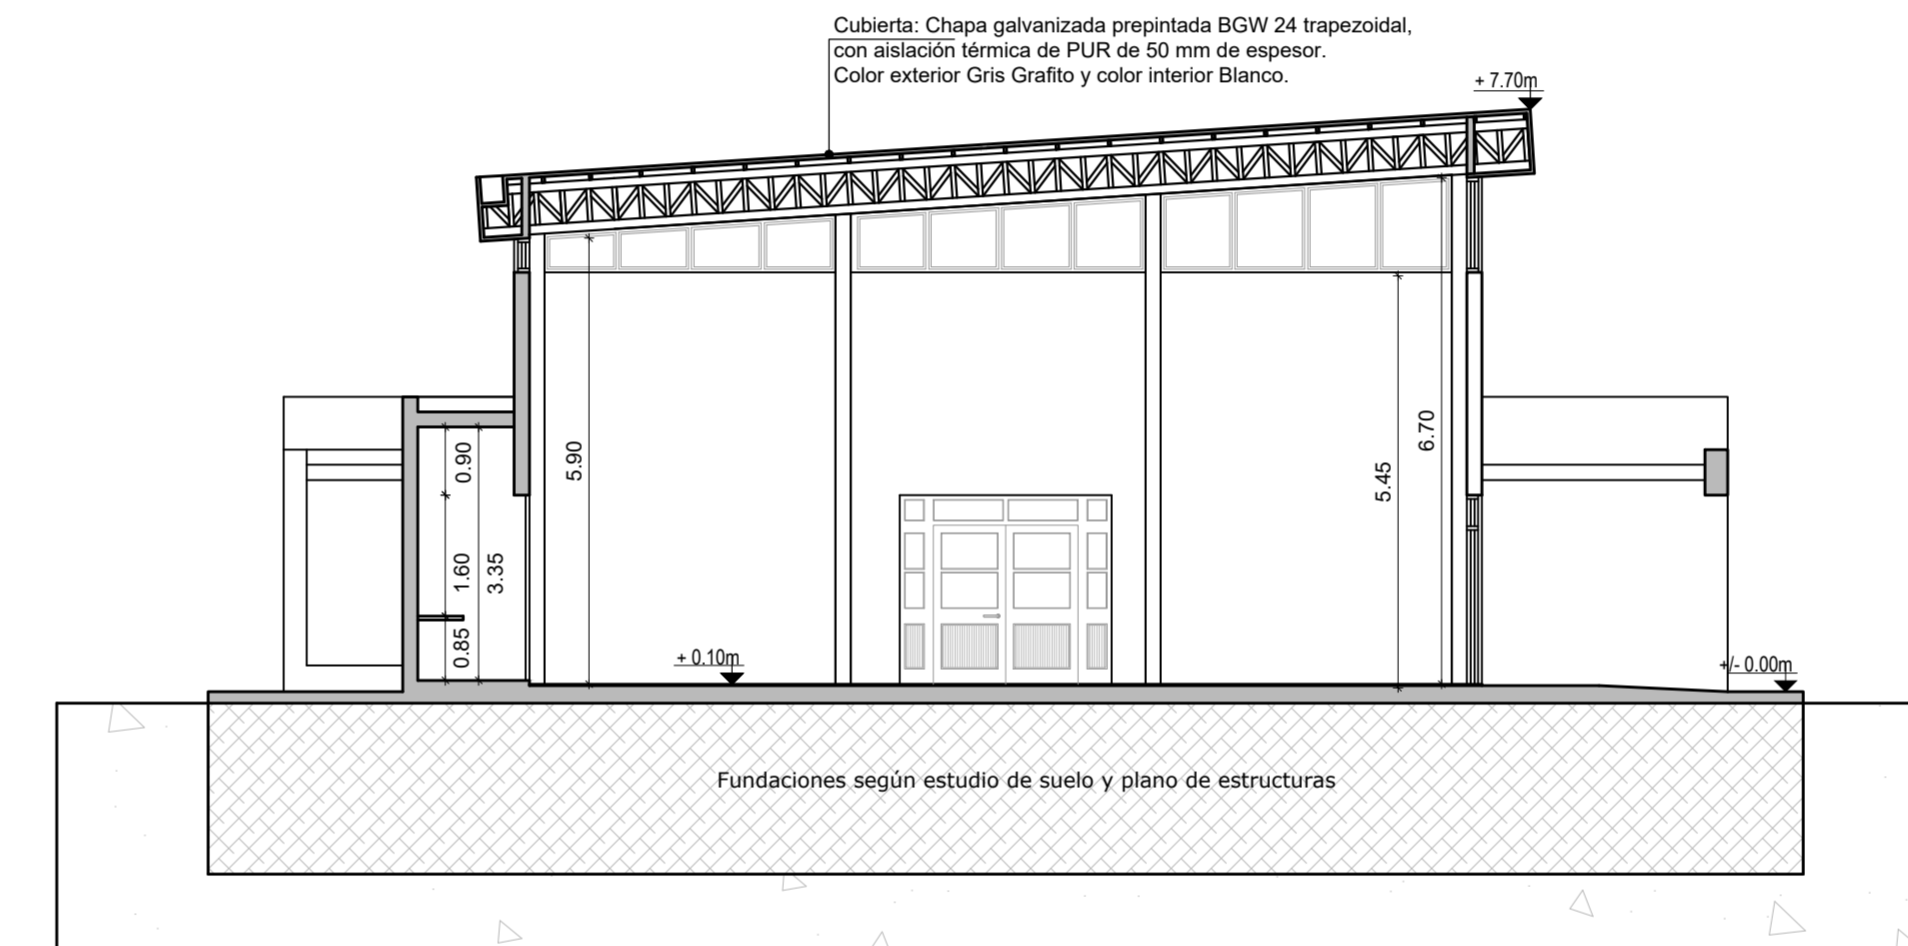 Cubierta: Chapa galvanizada prepintada BGW 24 trapezoidal,
con aislación térmica de PUR de 50 mm de espesor.
Color exterior Gris Grafito y color interior Blanco.
+ 7.70m
5.90
0.90
1.60
3.35
0.85
6.70
5.45
+ 0.10m
+/- 0.00m
Fundaciones según estudio de suelo y plano de estructuras